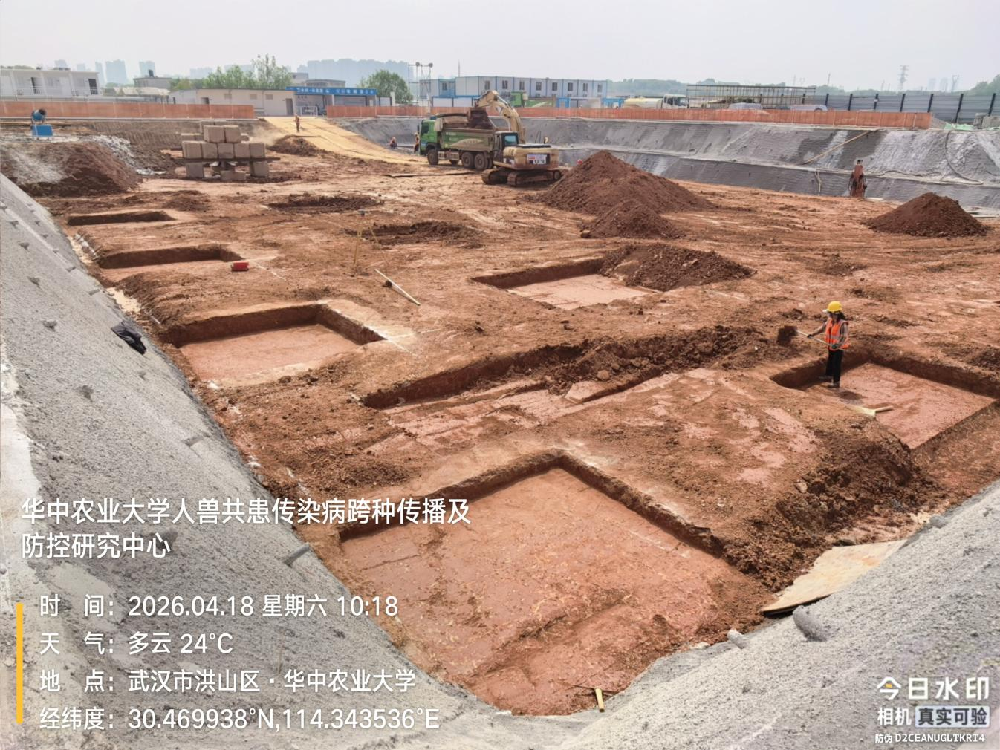 华中农业大学人兽共患传染病跨种传播及
防控研究中心
时 间：2026.04.18 星期六 10:18
天 气：多云 24°C
地 点：武汉市洪山区·华中农业大学
经纬度：30.469938°N,114.343536°E
今日水印
相机 真实可验
防伪 D2CEANUGLTKRT4